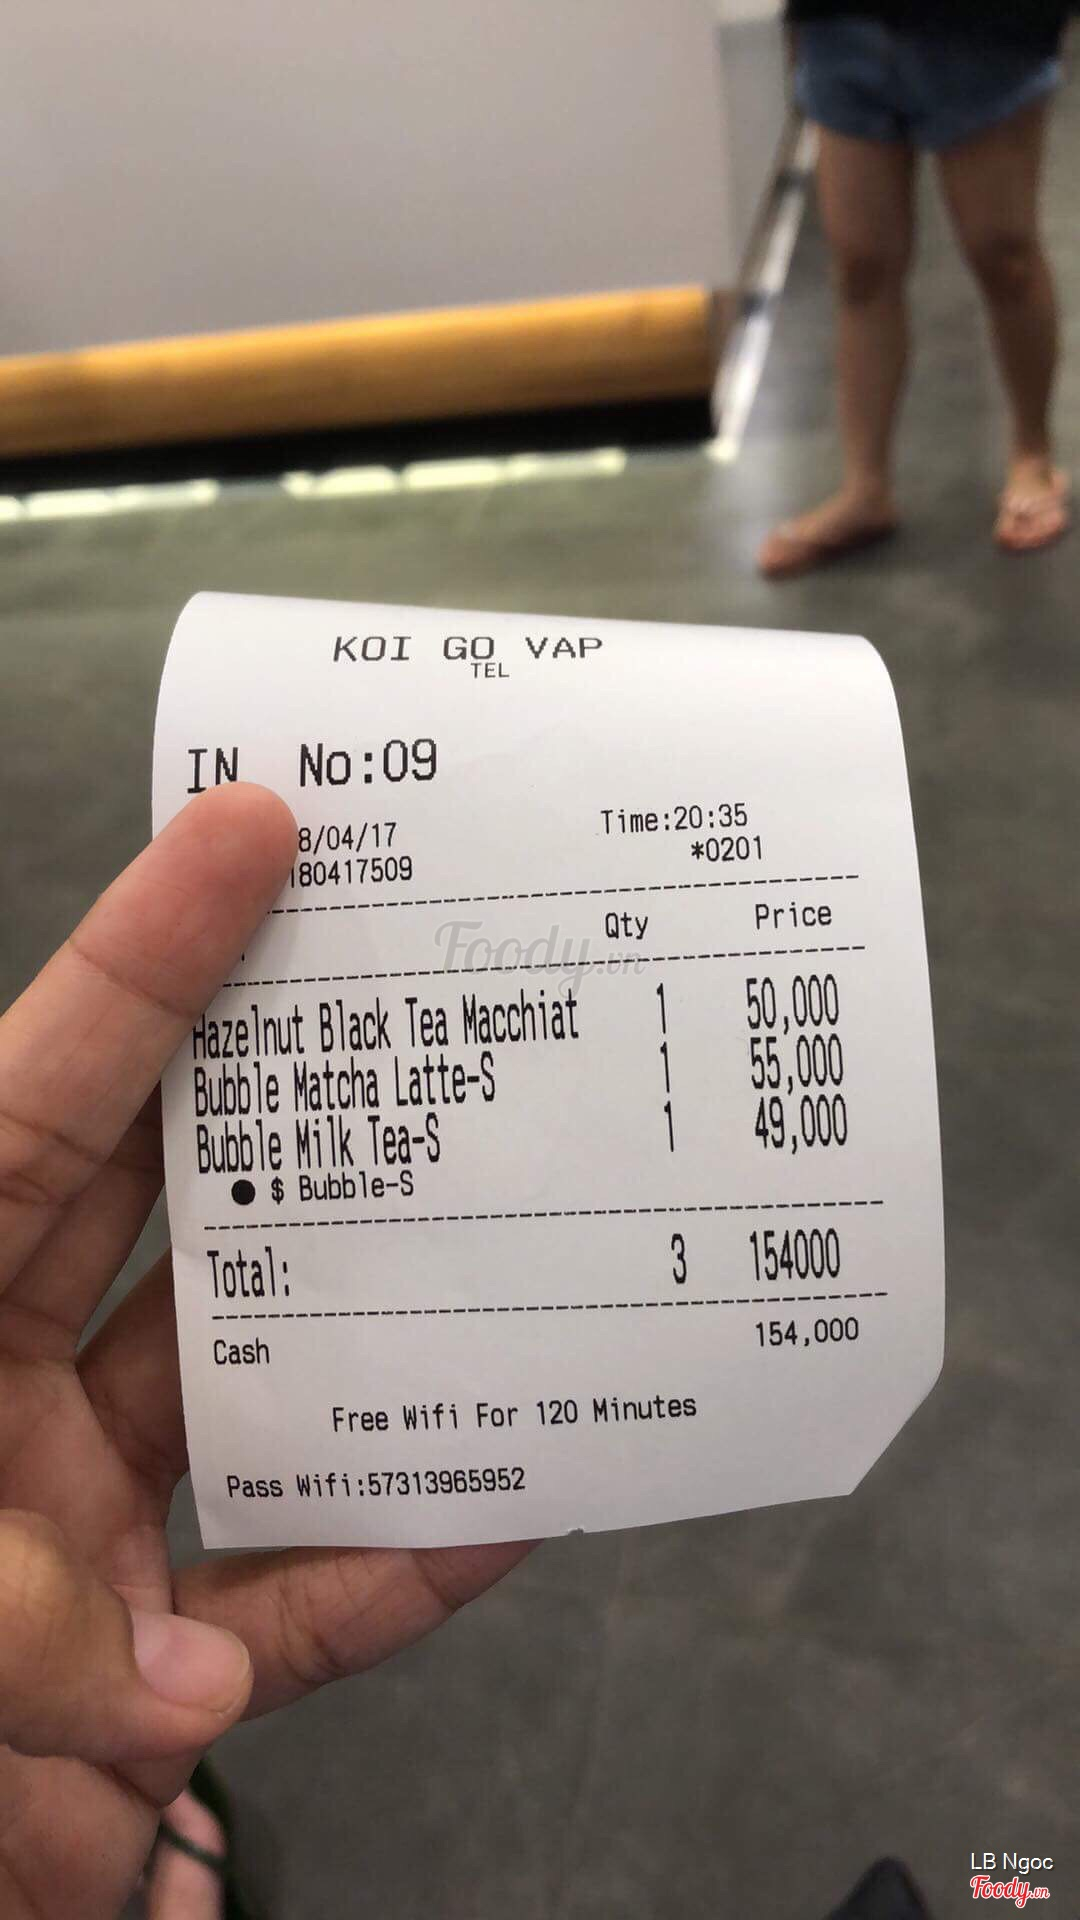 KOI GO VAP
TEL
IN No:09
8/04/17 Time:20:35
180417509 *0201
Qty Price
Foody.vn
Hazelnut Black Tea Macchiat 1 50,000
Bubble Matcha Latte-S 1 55,000
Bubble Milk Tea-S 1 49,000
● $ Bubble-S
Total: 3 154000
Cash 154,000
Free Wifi For 120 Minutes
Pass Wifi:57313965952
LB Ngoc
Foody.vn